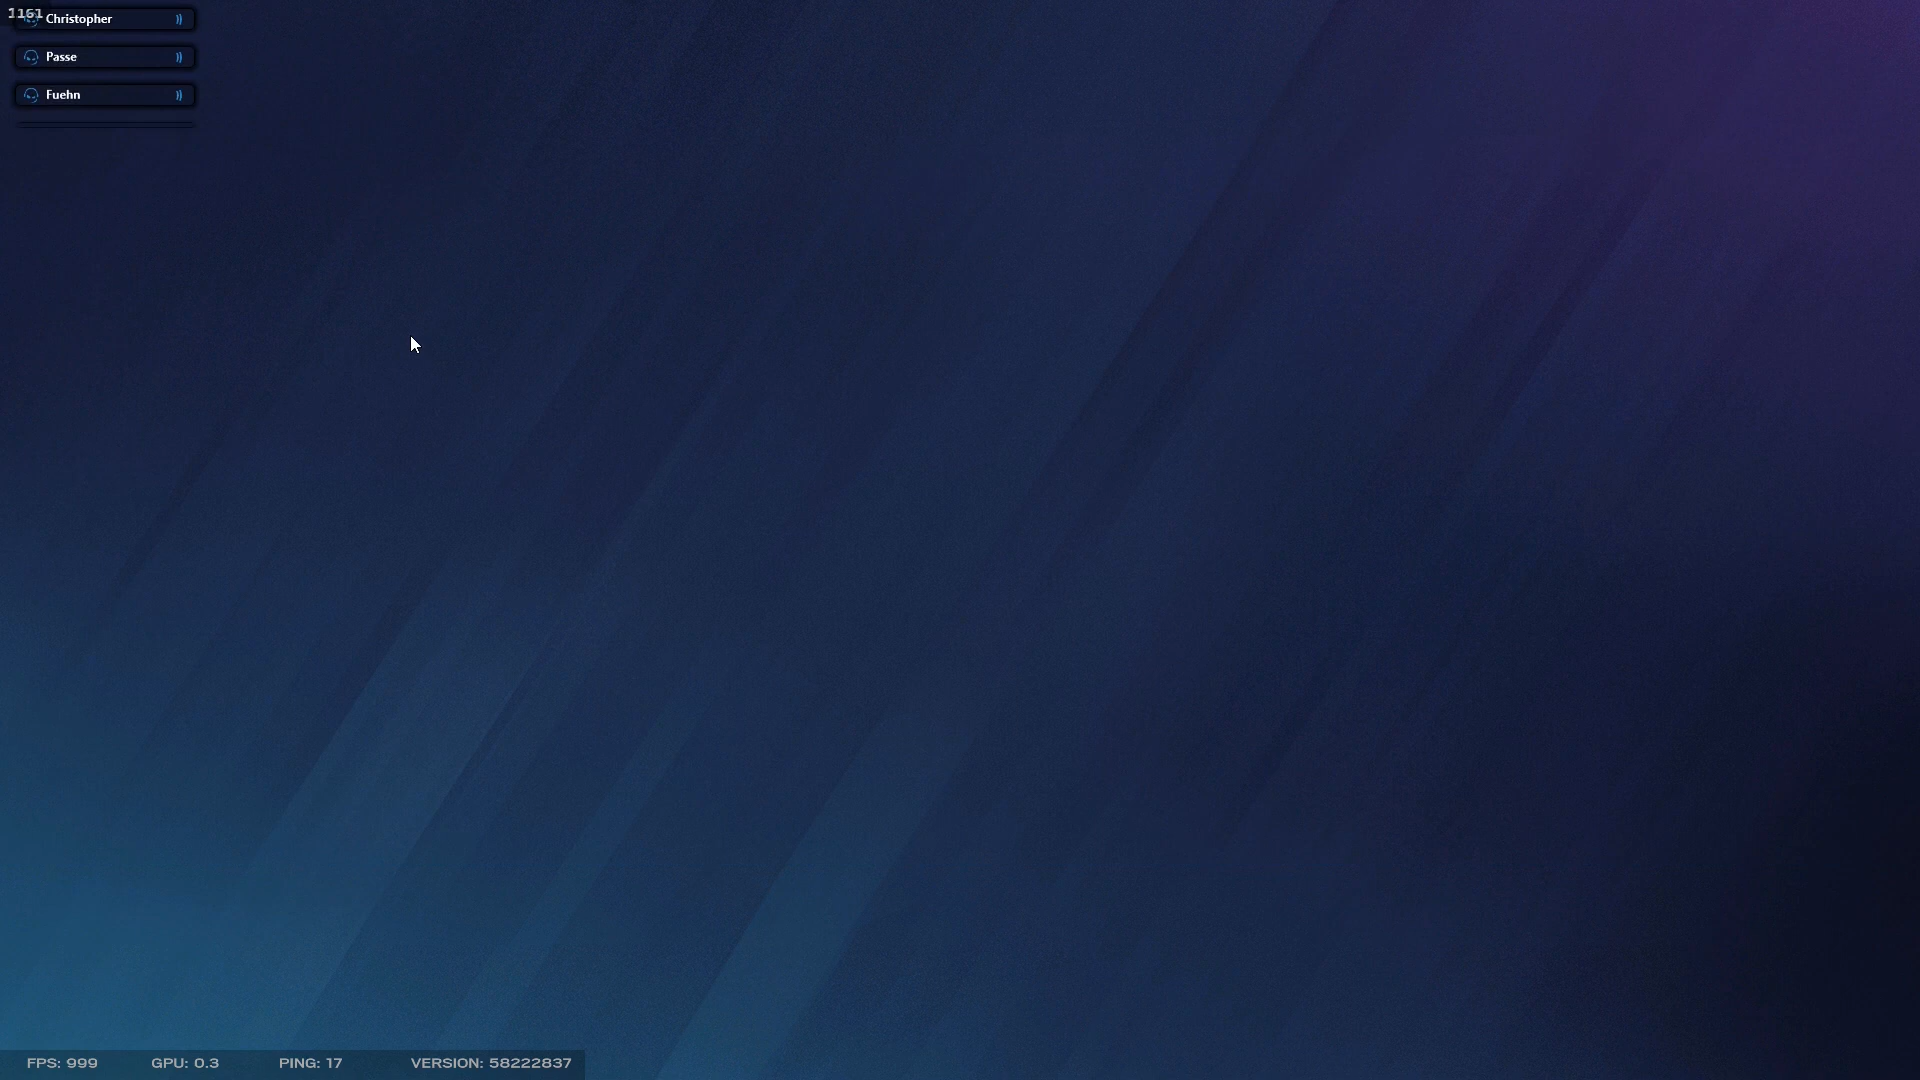 1161
Christopher
Passe
Fuehn
FPS: 999 GPU: 0.3 PING: 17 VERSION: 58222837